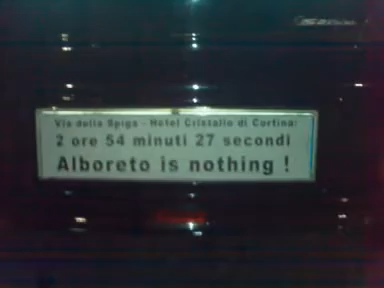 Via della Spiga - Hotel Cristallo di Cortina:
2 ore 54 minuti 27 secondi
Alboreto is nothing !